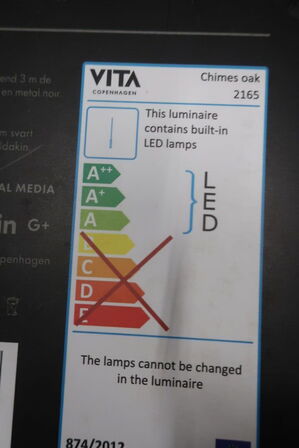 VITA
COPENHAGEN
Chimes oak
2165
This luminaire
contains built-in
LED lamps
A++
A+
A
C
D
E
L
E
D
The lamps cannot be changed
in the luminaire
874/2012
end 3 m de
en metal noir.
m svart
ldakin
AL MEDIA
in G+
openhagen